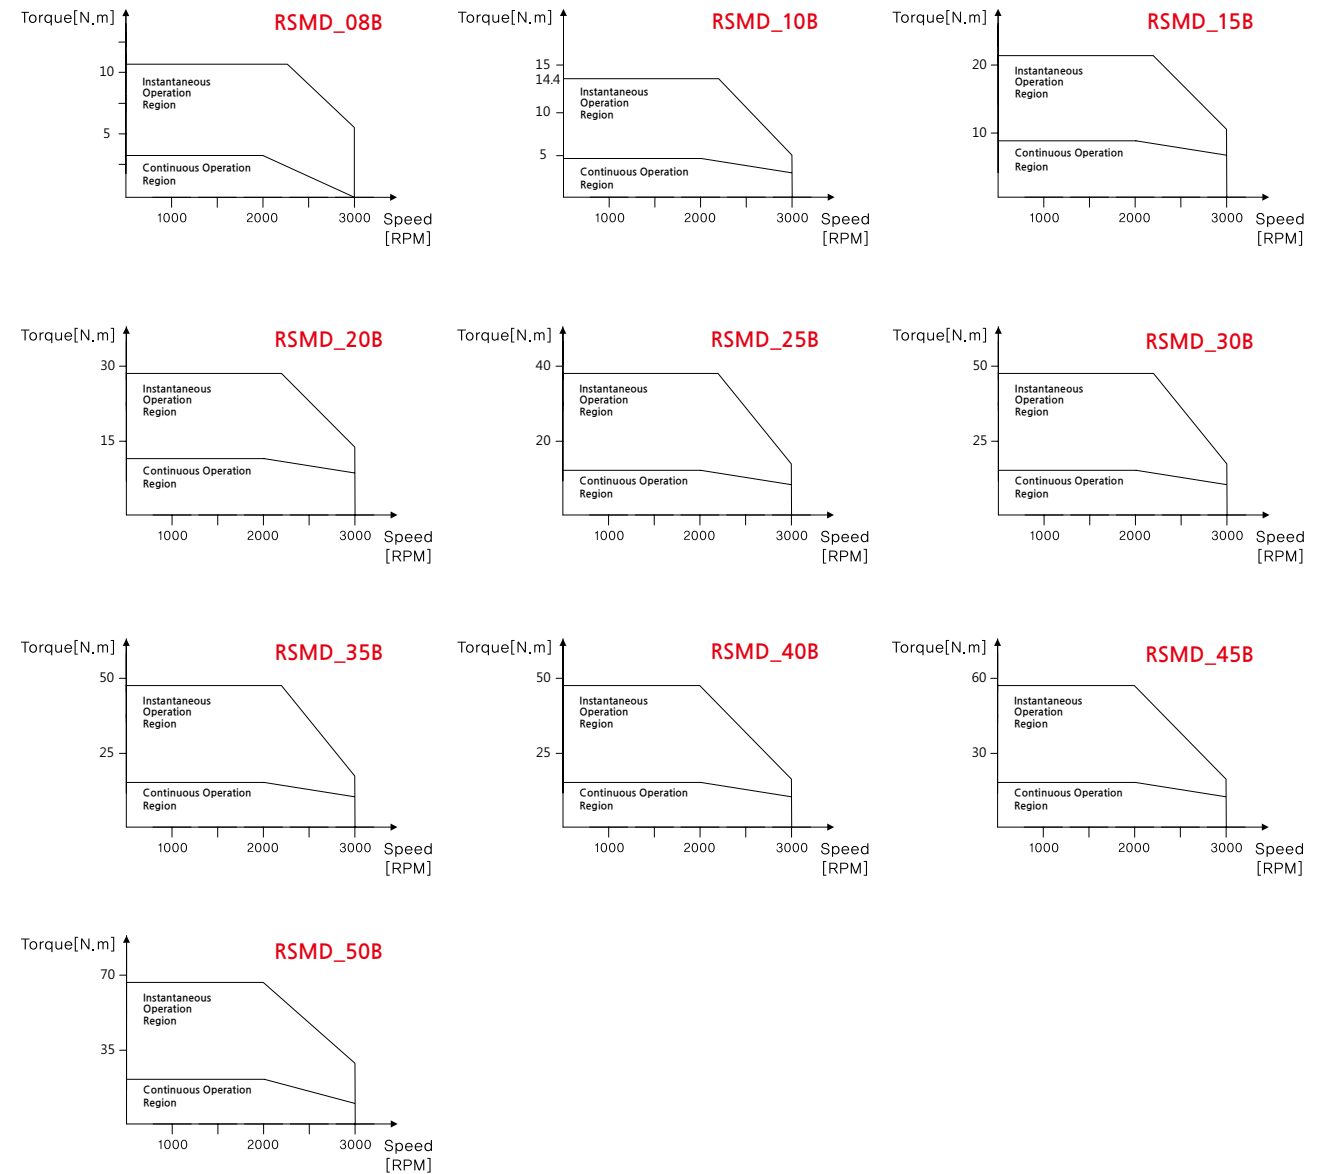 Torque[N.m]
RSMD_08B
10
5
Instantaneous
Operation
Region
Continuous Operation
Region
1000 2000 3000 Speed
[RPM]
Torque[N.m]
RSMD_10B
15
14.4
10
5
Instantaneous
Operation
Region
Continuous Operation
Region
1000 2000 3000 Speed
[RPM]
Torque[N.m]
RSMD_15B
20
10
Instantaneous
Operation
Region
Continuous Operation
Region
1000 2000 3000 Speed
[RPM]
Torque[N.m]
RSMD_20B
30
15
Instantaneous
Operation
Region
Continuous Operation
Region
1000 2000 3000 Speed
[RPM]
Torque[N.m]
RSMD_25B
40
20
Instantaneous
Operation
Region
Continuous Operation
Region
1000 2000 3000 Speed
[RPM]
Torque[N.m]
RSMD_30B
50
25
Instantaneous
Operation
Region
Continuous Operation
Region
1000 2000 3000 Speed
[RPM]
Torque[N.m]
RSMD_35B
50
25
Instantaneous
Operation
Region
Continuous Operation
Region
1000 2000 3000 Speed
[RPM]
Torque[N.m]
RSMD_40B
50
25
Instantaneous
Operation
Region
Continuous Operation
Region
1000 2000 3000 Speed
[RPM]
Torque[N.m]
RSMD_45B
60
30
Instantaneous
Operation
Region
Continuous Operation
Region
1000 2000 3000 Speed
[RPM]
Torque[N.m]
RSMD_50B
70
35
Instantaneous
Operation
Region
Continuous Operation
Region
1000 2000 3000 Speed
[RPM]